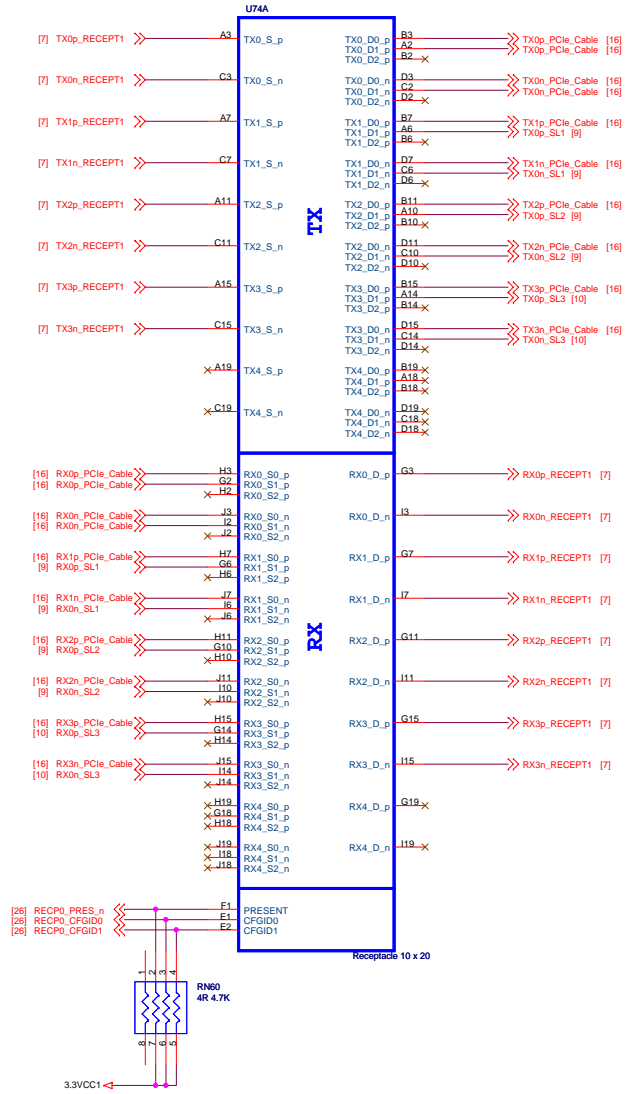 U74A
[7] TX0p_RECEPT1 A3 TX0_S_p TX0_D0_p B3 TX0p_PCIe_Cable [16]
TX0_D1_p A2 TX0p_PCIe_Cable [16]
TX0_D2_p B2
[7] TX0n_RECEPT1 C3 TX0_S_n TX0_D0_n D3 TX0n_PCIe_Cable [16]
TX0_D1_n C2 TX0n_PCIe_Cable [16]
TX0_D2_n D2
[7] TX1p_RECEPT1 A7 TX1_S_p TX1_D0_p B7 TX1p_PCIe_Cable [16]
TX1_D1_p A6 TX0p_SL1 [9]
TX1_D2_p B6
[7] TX1n_RECEPT1 C7 TX1_S_n TX1_D0_n D7 TX1n_PCIe_Cable [16]
TX1_D1_n C6 TX0n_SL1 [9]
TX1_D2_n D6
[7] TX2p_RECEPT1 A11 TX2_S_p TX2_D0_p B11 TX2p_PCIe_Cable [16]
TX2_D1_p A10 TX0p_SL2 [9]
TX2_D2_p B10
TX
[7] TX2n_RECEPT1 C11 TX2_S_n TX2_D0_n D11 TX2n_PCIe_Cable [16]
TX2_D1_n C10 TX0n_SL2 [9]
TX2_D2_n D10
[7] TX3p_RECEPT1 A15 TX3_S_p TX3_D0_p B15 TX3p_PCIe_Cable [16]
TX3_D1_p A14 TX0p_SL3 [10]
TX3_D2_p B14
[7] TX3n_RECEPT1 C15 TX3_S_n TX3_D0_n D15 TX3n_PCIe_Cable [16]
TX3_D1_n C14 TX0n_SL3 [10]
TX3_D2_n D14
A19 TX4_S_p TX4_D0_p B19
TX4_D1_p A18
TX4_D2_p B18
C19 TX4_S_n TX4_D0_n D19
TX4_D1_n C18
TX4_D2_n D18
[16] RX0p_PCIe_Cable H3 RX0_S0_p RX0_D_p G3 RX0p_RECEPT1 [7]
[16] RX0p_PCIe_Cable G2 RX0_S1_p
H2 RX0_S2_p
[16] RX0n_PCIe_Cable J3 RX0_S0_n RX0_D_n I3 RX0n_RECEPT1 [7]
[16] RX0n_PCIe_Cable I2 RX0_S1_n
J2 RX0_S2_n
[16] RX1p_PCIe_Cable H7 RX1_S0_p RX1_D_p G7 RX1p_RECEPT1 [7]
[9] RX0p_SL1 G6 RX1_S1_p
H6 RX1_S2_p
[16] RX1n_PCIe_Cable J7 RX1_S0_n RX1_D_n I7 RX1n_RECEPT1 [7]
[9] RX0n_SL1 I6 RX1_S1_n
J6 RX1_S2_n
RX
[16] RX2p_PCIe_Cable H11 RX2_S0_p RX2_D_p G11 RX2p_RECEPT1 [7]
[9] RX0p_SL2 G10 RX2_S1_p
H10 RX2_S2_p
[16] RX2n_PCIe_Cable J11 RX2_S0_n RX2_D_n I11 RX2n_RECEPT1 [7]
[9] RX0n_SL2 I10 RX2_S1_n
J10 RX2_S2_n
[16] RX3p_PCIe_Cable H15 RX3_S0_p RX3_D_p G15 RX3p_RECEPT1 [7]
[10] RX0p_SL3 G14 RX3_S1_p
H14 RX3_S2_p
[16] RX3n_PCIe_Cable J15 RX3_S0_n RX3_D_n I15 RX3n_RECEPT1 [7]
[10] RX0n_SL3 I14 RX3_S1_n
J14 RX3_S2_n
H19 RX4_S0_p RX4_D_p G19
G18 RX4_S1_p
H18 RX4_S2_p
J19 RX4_S0_n RX4_D_n I19
I18 RX4_S1_n
J18 RX4_S2_n
[26] RECP0_PRES_n F1 PRESENT
[26] RECP0_CFGID0 E1 CFGID0
[26] RECP0_CFGID1 E2 CFGID1
Receptacle 10 x 20
1 2 3 4
RN60
4R 4.7K
8 7 6 5
3.3VCC1